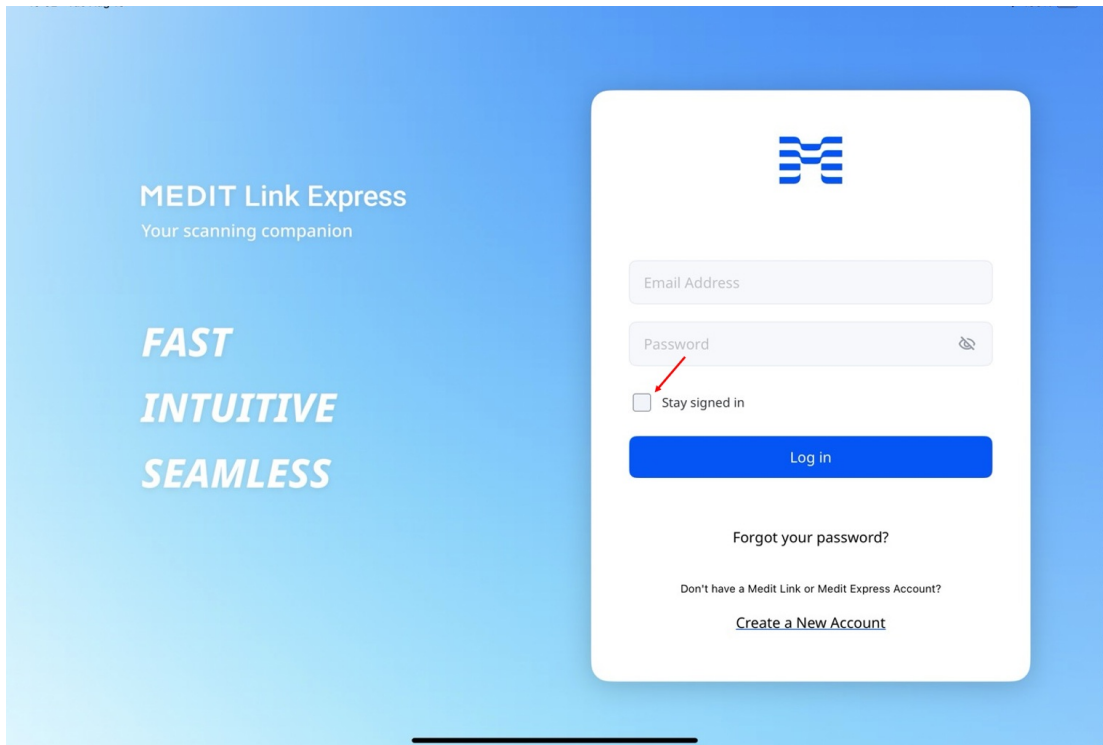 MEDIT Link Express
Your scanning companion
FAST
INTUITIVE
SEAMLESS
Email Address
Password
Stay signed in
Log in
Forgot your password?
Don't have a Medit Link or Medit Express Account?
Create a New Account